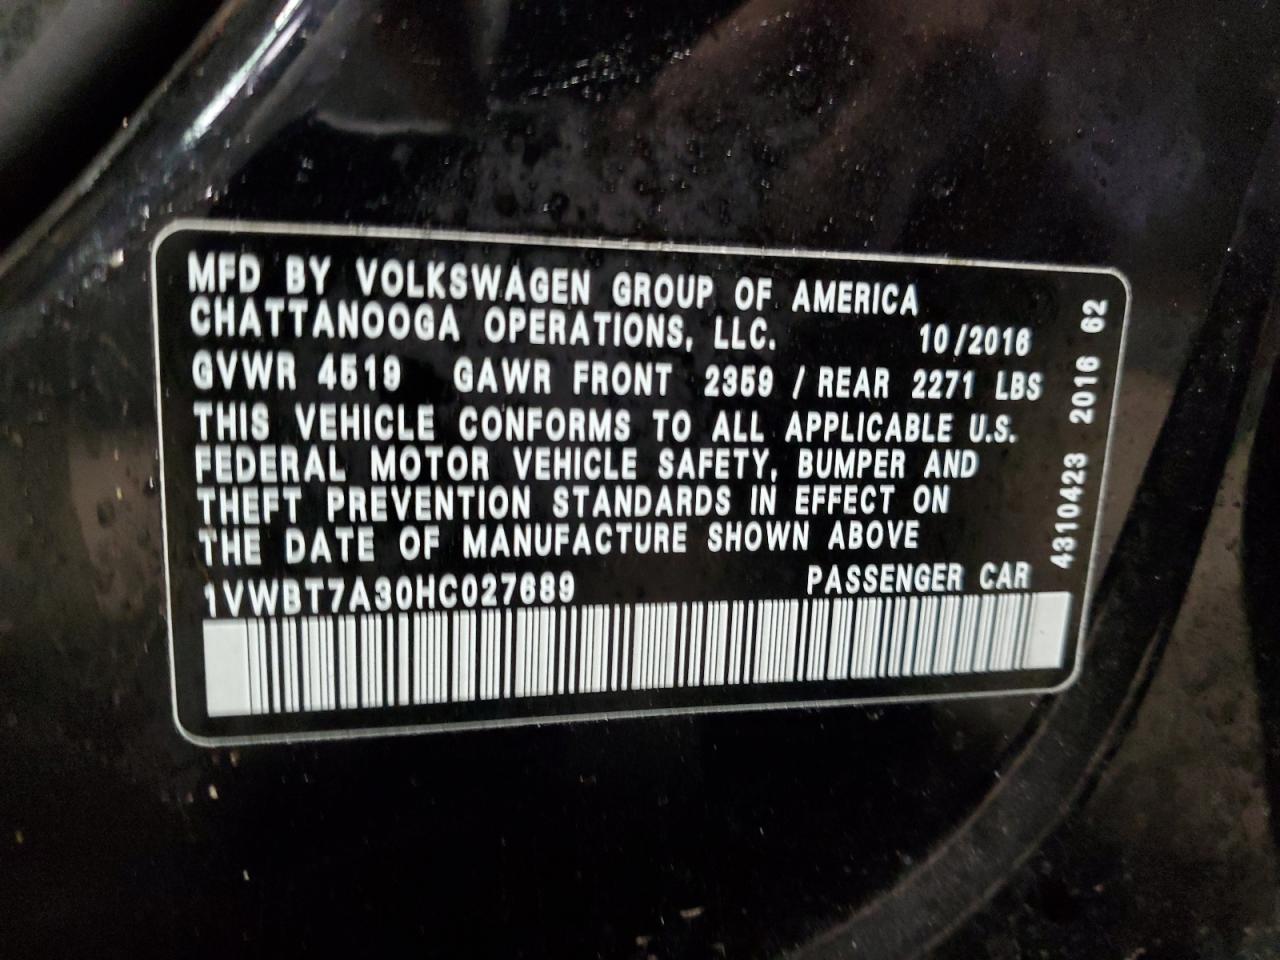 MFD BY VOLKSWAGEN GROUP OF AMERICA
CHATTANOOGA OPERATIONS, LLC. 10/2016
GVWR 4519 GAWR FRONT 2359 / REAR 2271 LBS
THIS VEHICLE CONFORMS TO ALL APPLICABLE U.S.
FEDERAL MOTOR VEHICLE SAFETY, BUMPER AND
THEFT PREVENTION STANDARDS IN EFFECT ON
THE DATE OF MANUFACTURE SHOWN ABOVE
1VWBT7A30HC027689 PASSENGER CAR
4310423 2016 62